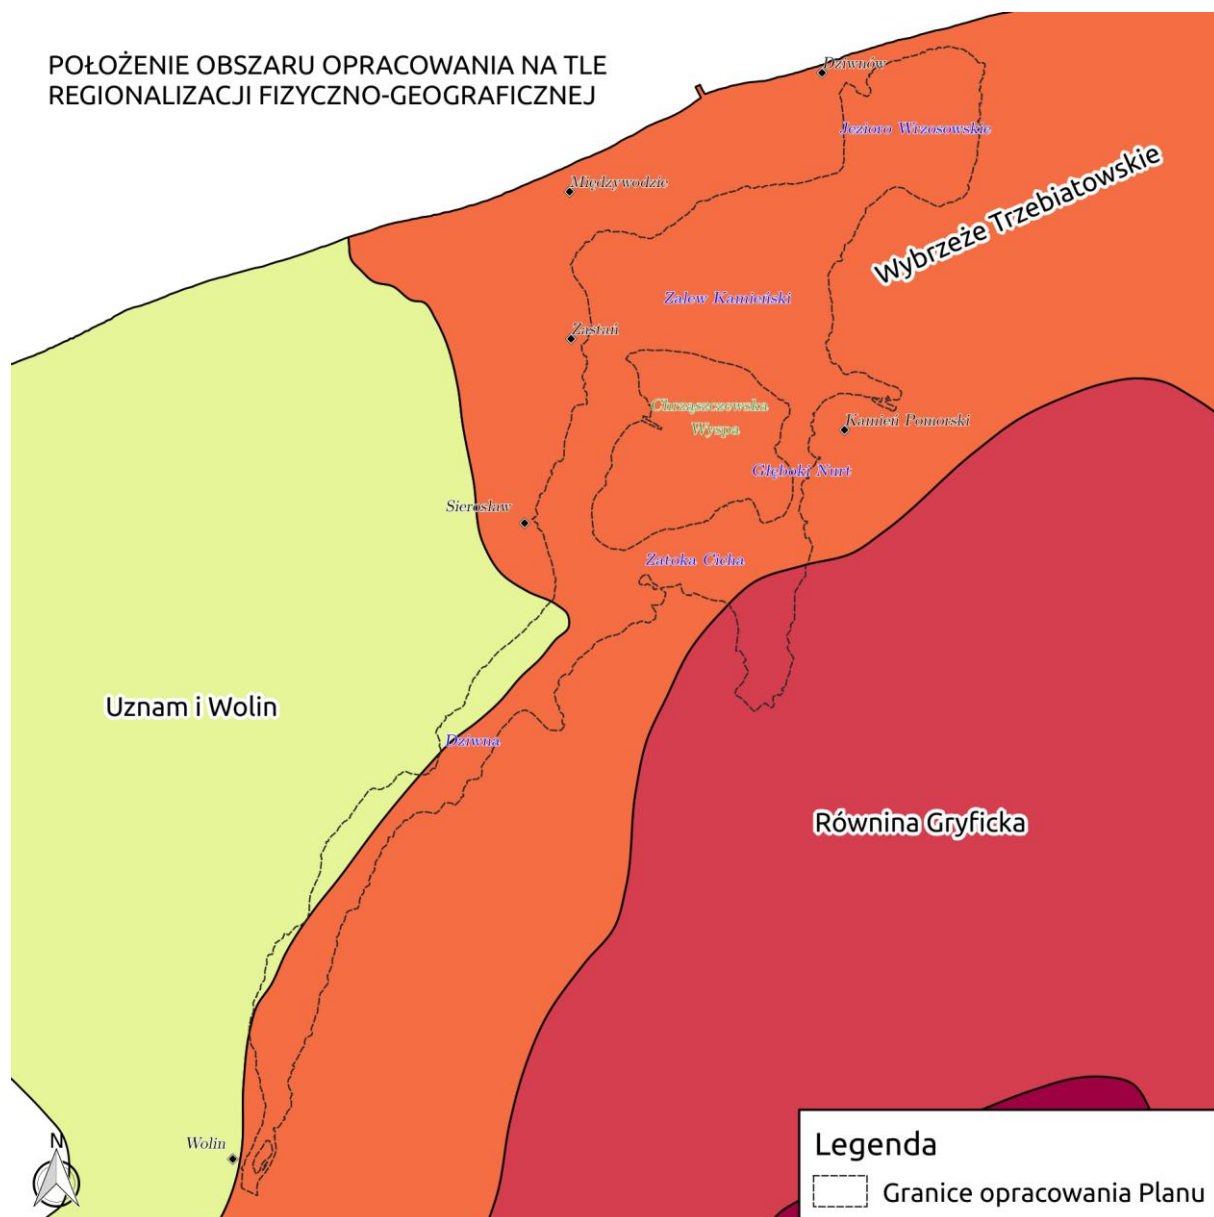 POŁOŻENIE OBSZARU OPRACOWANIA NA TLE
REGIONALIZACJI FIZYCZNO-GEOGRAFICZNEJ
Dziwnów
Jezioro Wrzosowskie
Międzywodzie
Wybrzeże Trzebiatowskie
Zalew Kamieński
Zastań
Chrząszczewska
Wyspa
Kamień Pomorski
Głęboki Nurt
Sierosław
Zatoka Cicha
Uznam i Wolin
Dziwna
Równina Gryficka
Wolin
N
Legenda
Granice opracowania Planu